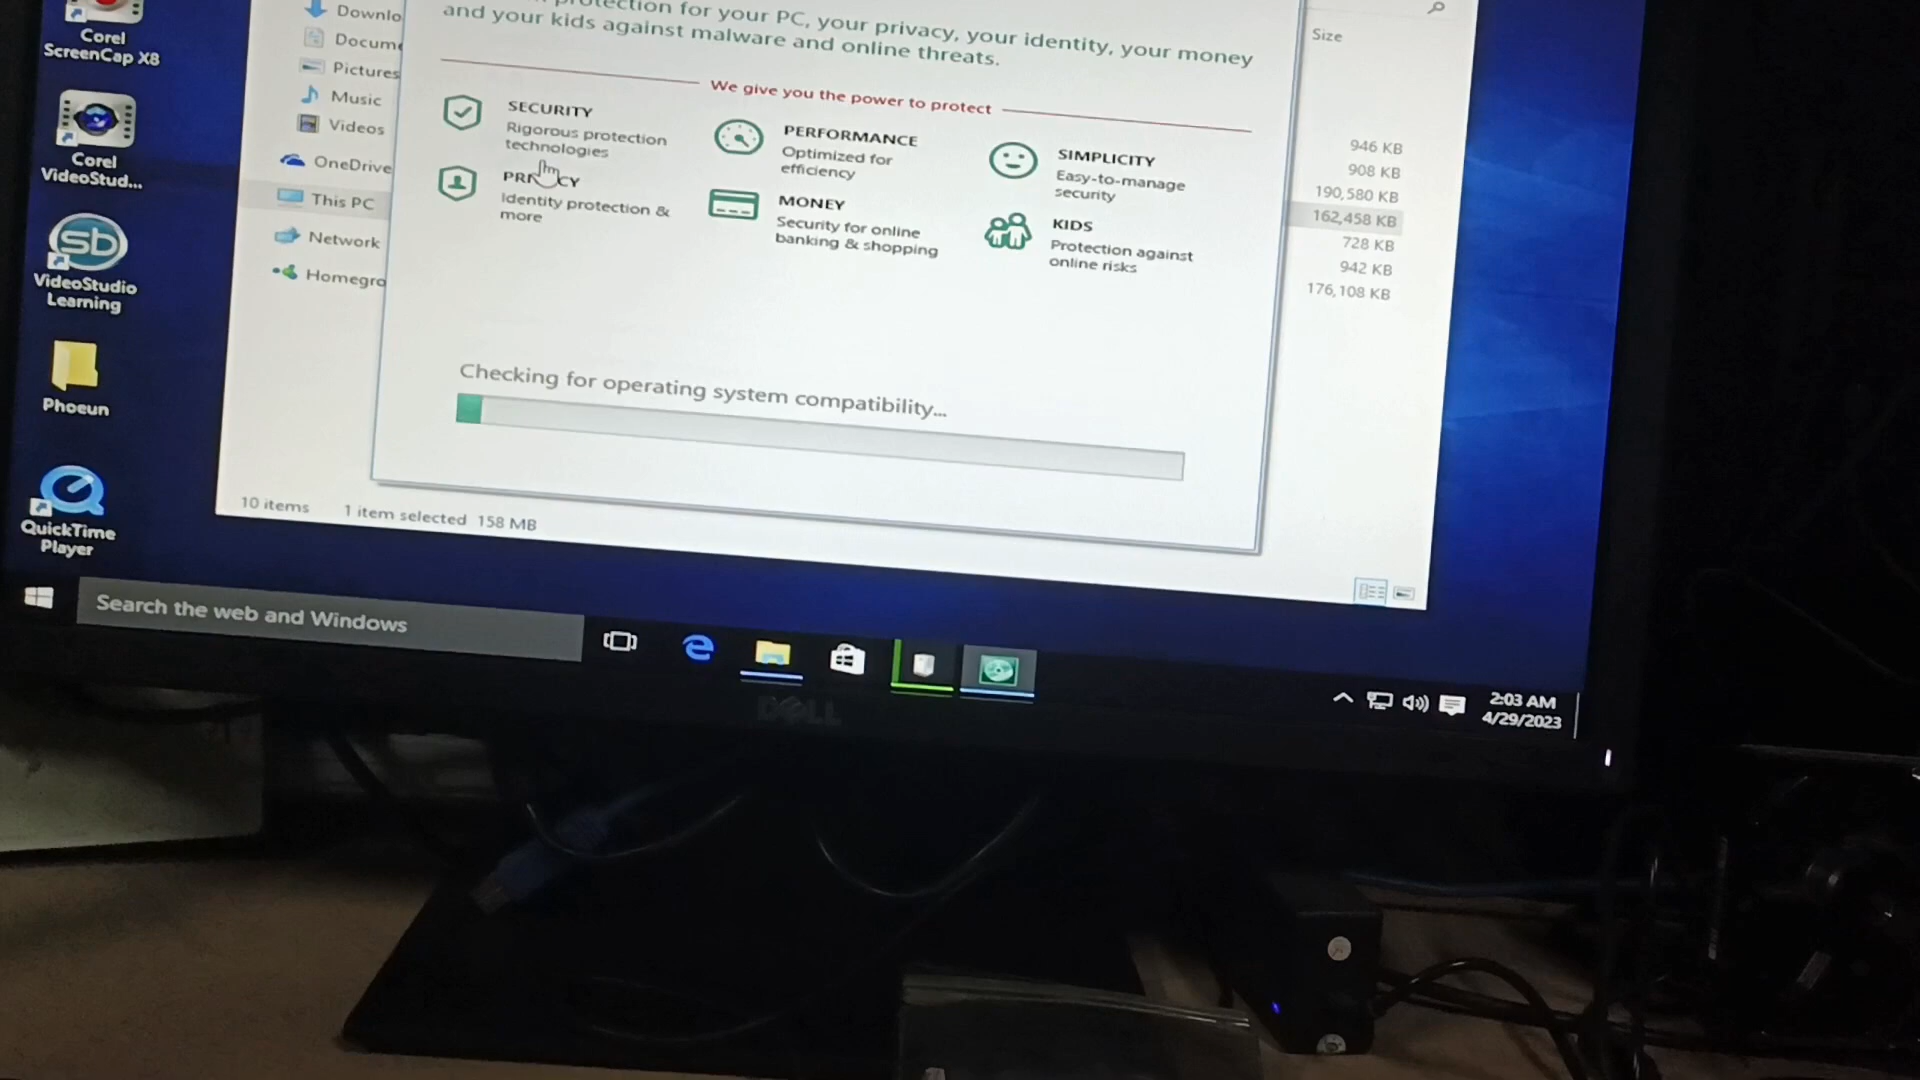 Corel
ScreenCap X8
Corel
VideoStud...
VideoStudio
Learning
Phoeun
QuickTime
Player
Downlo
Docume
Pictures
Music
Videos
OneDrive
This PC
Network
Homegro
protection for your PC, your privacy, your identity, your money
and your kids against malware and online threats.
We give you the power to protect
SECURITY
Rigorous protection
technologies
PERFORMANCE
Optimized for
efficiency
SIMPLICITY
Easy-to-manage
security
PRIVACY
Identity protection &
more
MONEY
Security for online
banking & shopping
KIDS
Protection against
online risks
Checking for operating system compatibility...
Size
946 KB
908 KB
190,580 KB
162,458 KB
728 KB
942 KB
176,108 KB
10 items
1 item selected 158 MB
Search the web and Windows
2:03 AM
4/29/2023
DELL